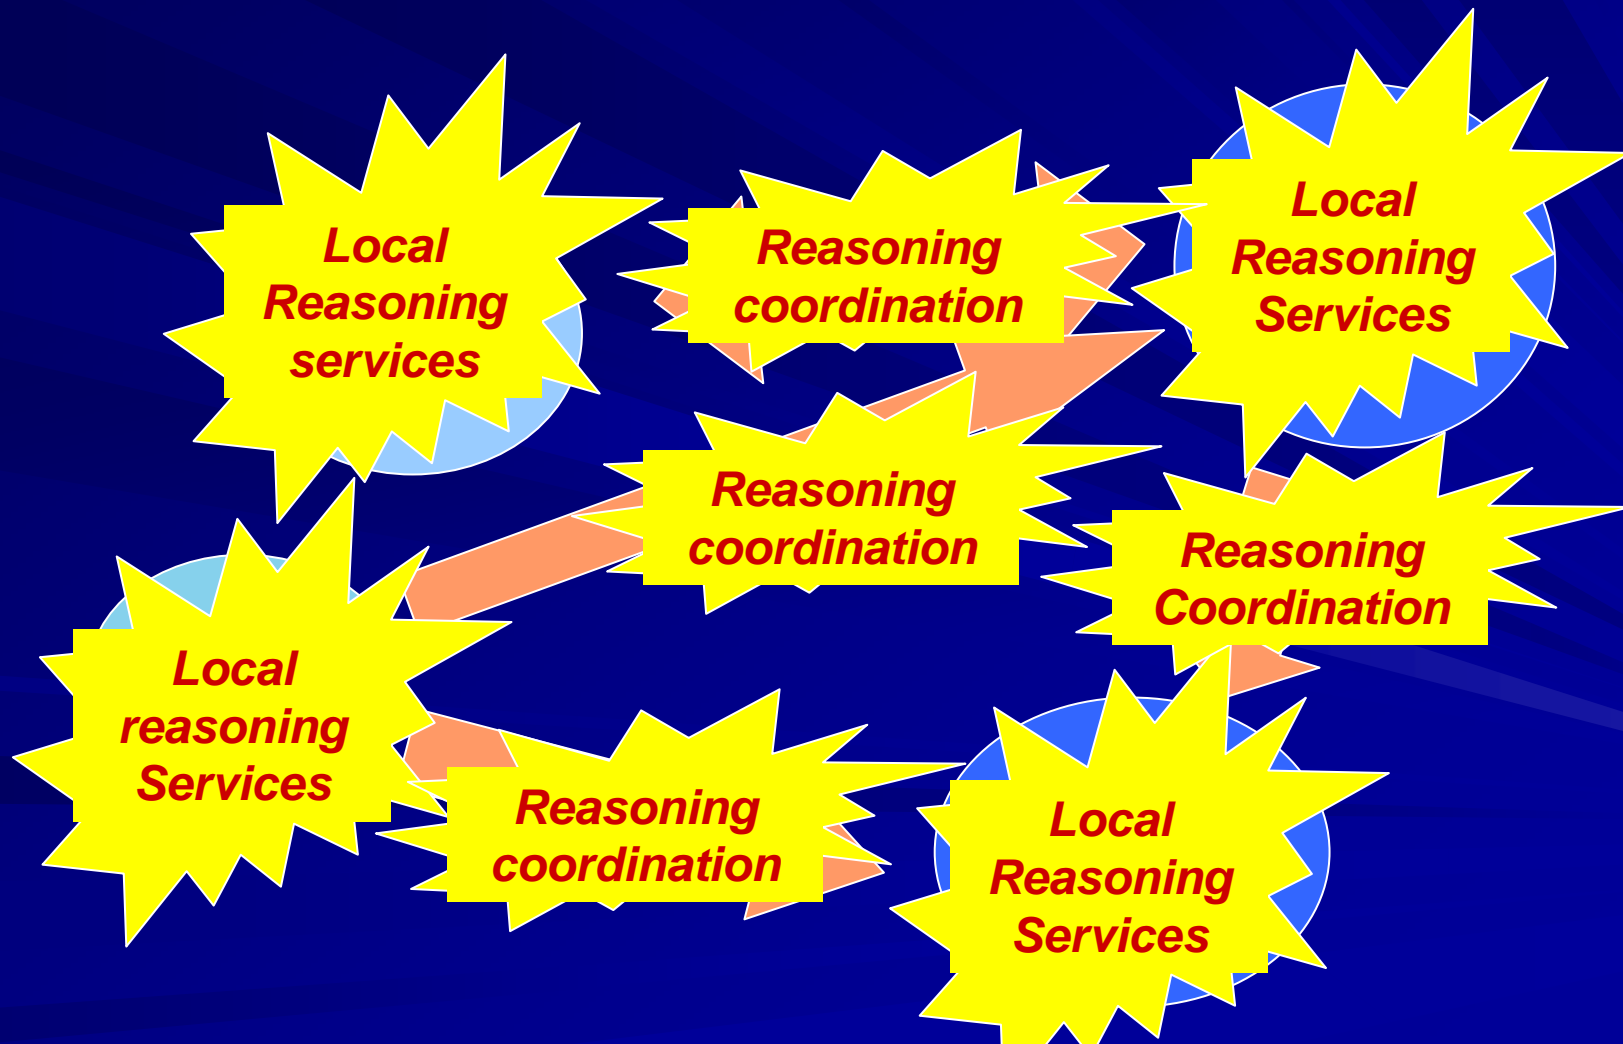 Local
Reasoning
services
Reasoning
coordination
Local
Reasoning
Services
Reasoning
coordination
Reasoning
Coordination
Local
reasoning
Services
Reasoning
coordination
Local
Reasoning
Services